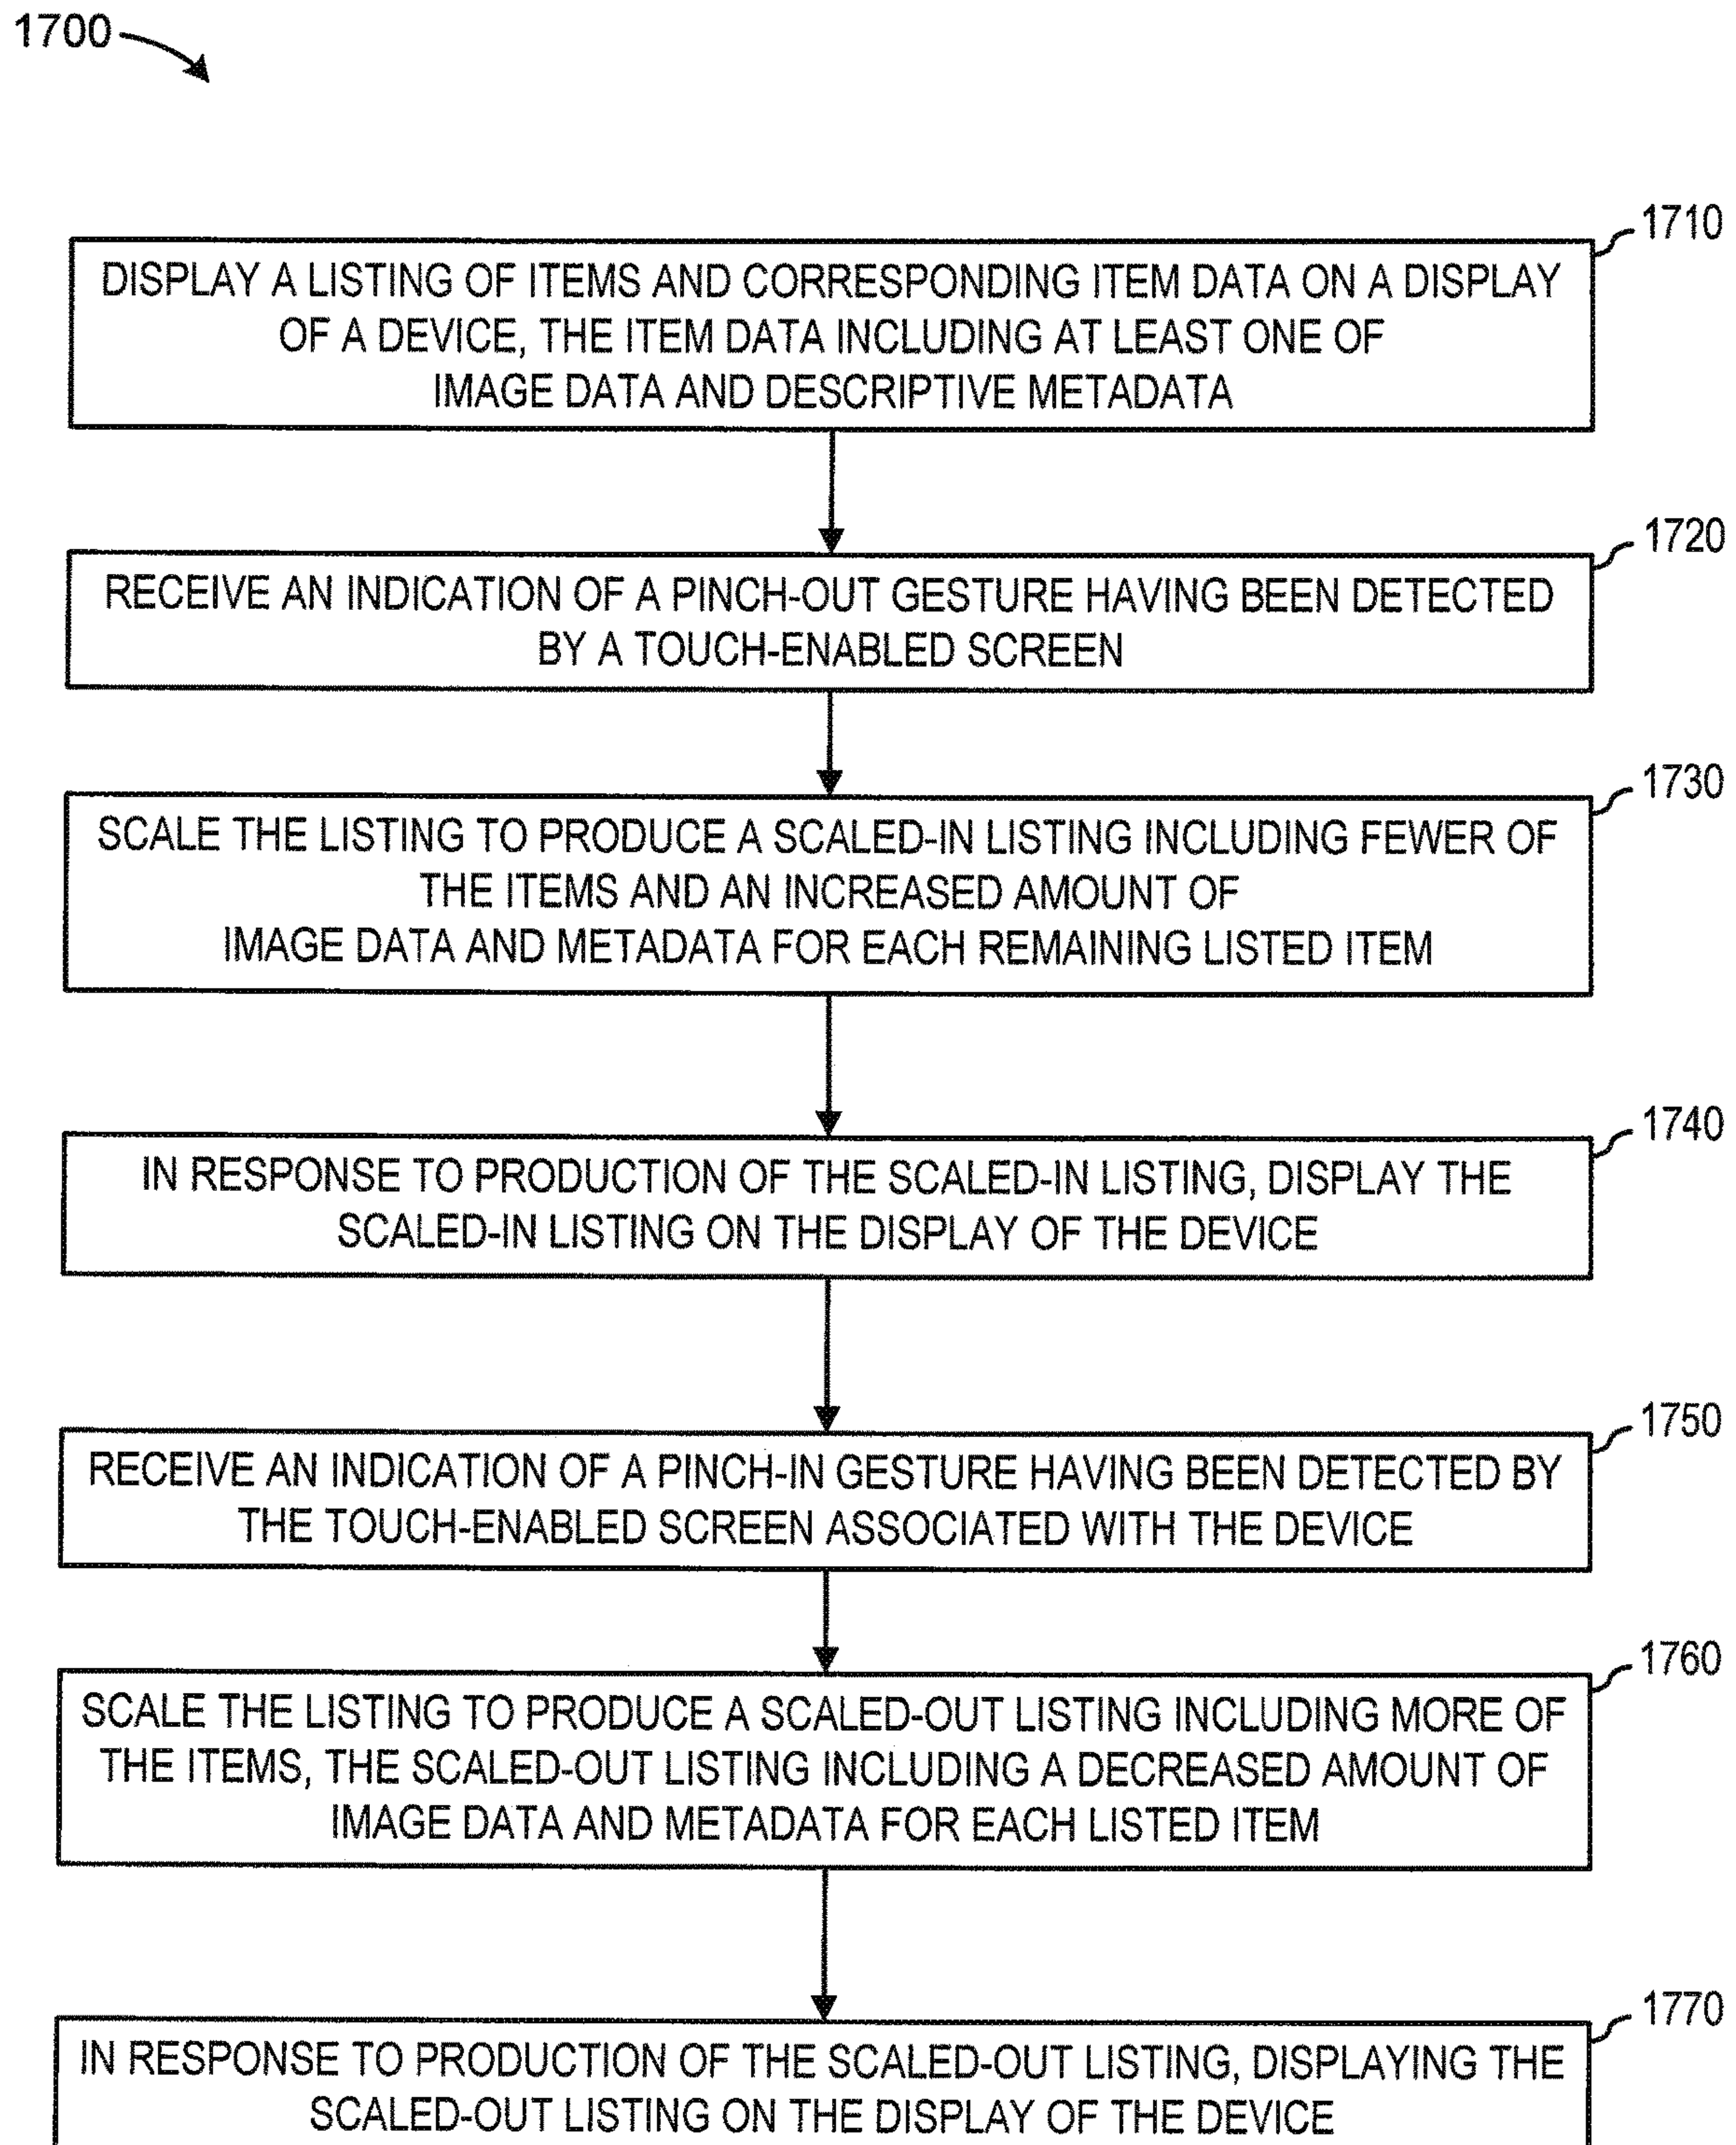 1700
1710
DISPLAY A LISTING OF ITEMS AND CORRESPONDING ITEM DATA ON A DISPLAY
OF A DEVICE, THE ITEM DATA INCLUDING AT LEAST ONE OF
IMAGE DATA AND DESCRIPTIVE METADATA
1720
RECEIVE AN INDICATION OF A PINCH-OUT GESTURE HAVING BEEN DETECTED
BY A TOUCH-ENABLED SCREEN
1730
SCALE THE LISTING TO PRODUCE A SCALED-IN LISTING INCLUDING FEWER OF
THE ITEMS AND AN INCREASED AMOUNT OF
IMAGE DATA AND METADATA FOR EACH REMAINING LISTED ITEM
1740
IN RESPONSE TO PRODUCTION OF THE SCALED-IN LISTING, DISPLAY THE
SCALED-IN LISTING ON THE DISPLAY OF THE DEVICE
1750
RECEIVE AN INDICATION OF A PINCH-IN GESTURE HAVING BEEN DETECTED BY
THE TOUCH-ENABLED SCREEN ASSOCIATED WITH THE DEVICE
1760
SCALE THE LISTING TO PRODUCE A SCALED-OUT LISTING INCLUDING MORE OF
THE ITEMS, THE SCALED-OUT LISTING INCLUDING A DECREASED AMOUNT OF
IMAGE DATA AND METADATA FOR EACH LISTED ITEM
1770
IN RESPONSE TO PRODUCTION OF THE SCALED-OUT LISTING, DISPLAYING THE
SCALED-OUT LISTING ON THE DISPLAY OF THE DEVICE